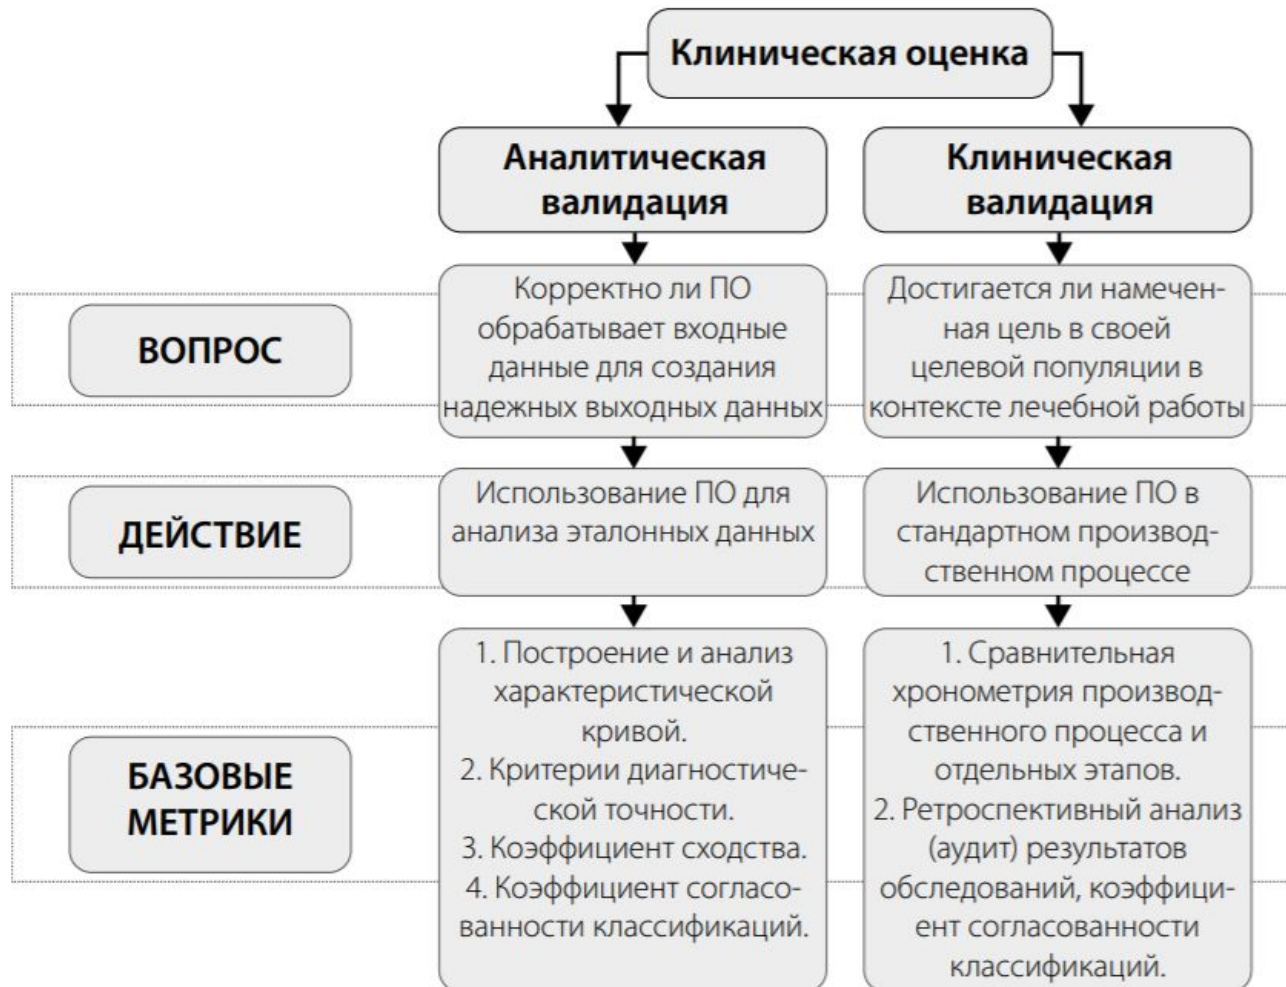 Клиническая оценка
Аналитическая
валидация
Клиническая
валидация
ВОПРОС
Корректно ли ПО
обрабатывает входные
данные для создания
надежных выходных данных
Достигается ли намечен-
ная цель в своей
целевой популяции в
контексте лечебной работы
ДЕЙСТВИЕ
Использование ПО для
анализа эталонных данных
Использование ПО в
стандартном производ-
ственном процессе
БАЗОВЫЕ
МЕТРИКИ
1. Построение и анализ
характеристической
кривой.
2. Критерии диагностиче-
ской точности.
3. Коэффициент сходства.
4. Коэффициент согласо-
ванности классификаций.
1. Сравнительная
хронометрия производ-
ственного процесса и
отдельных этапов.
2. Ретроспективный анализ
(аудит) результатов
обследований, коэффици-
ент согласованности
классификаций.